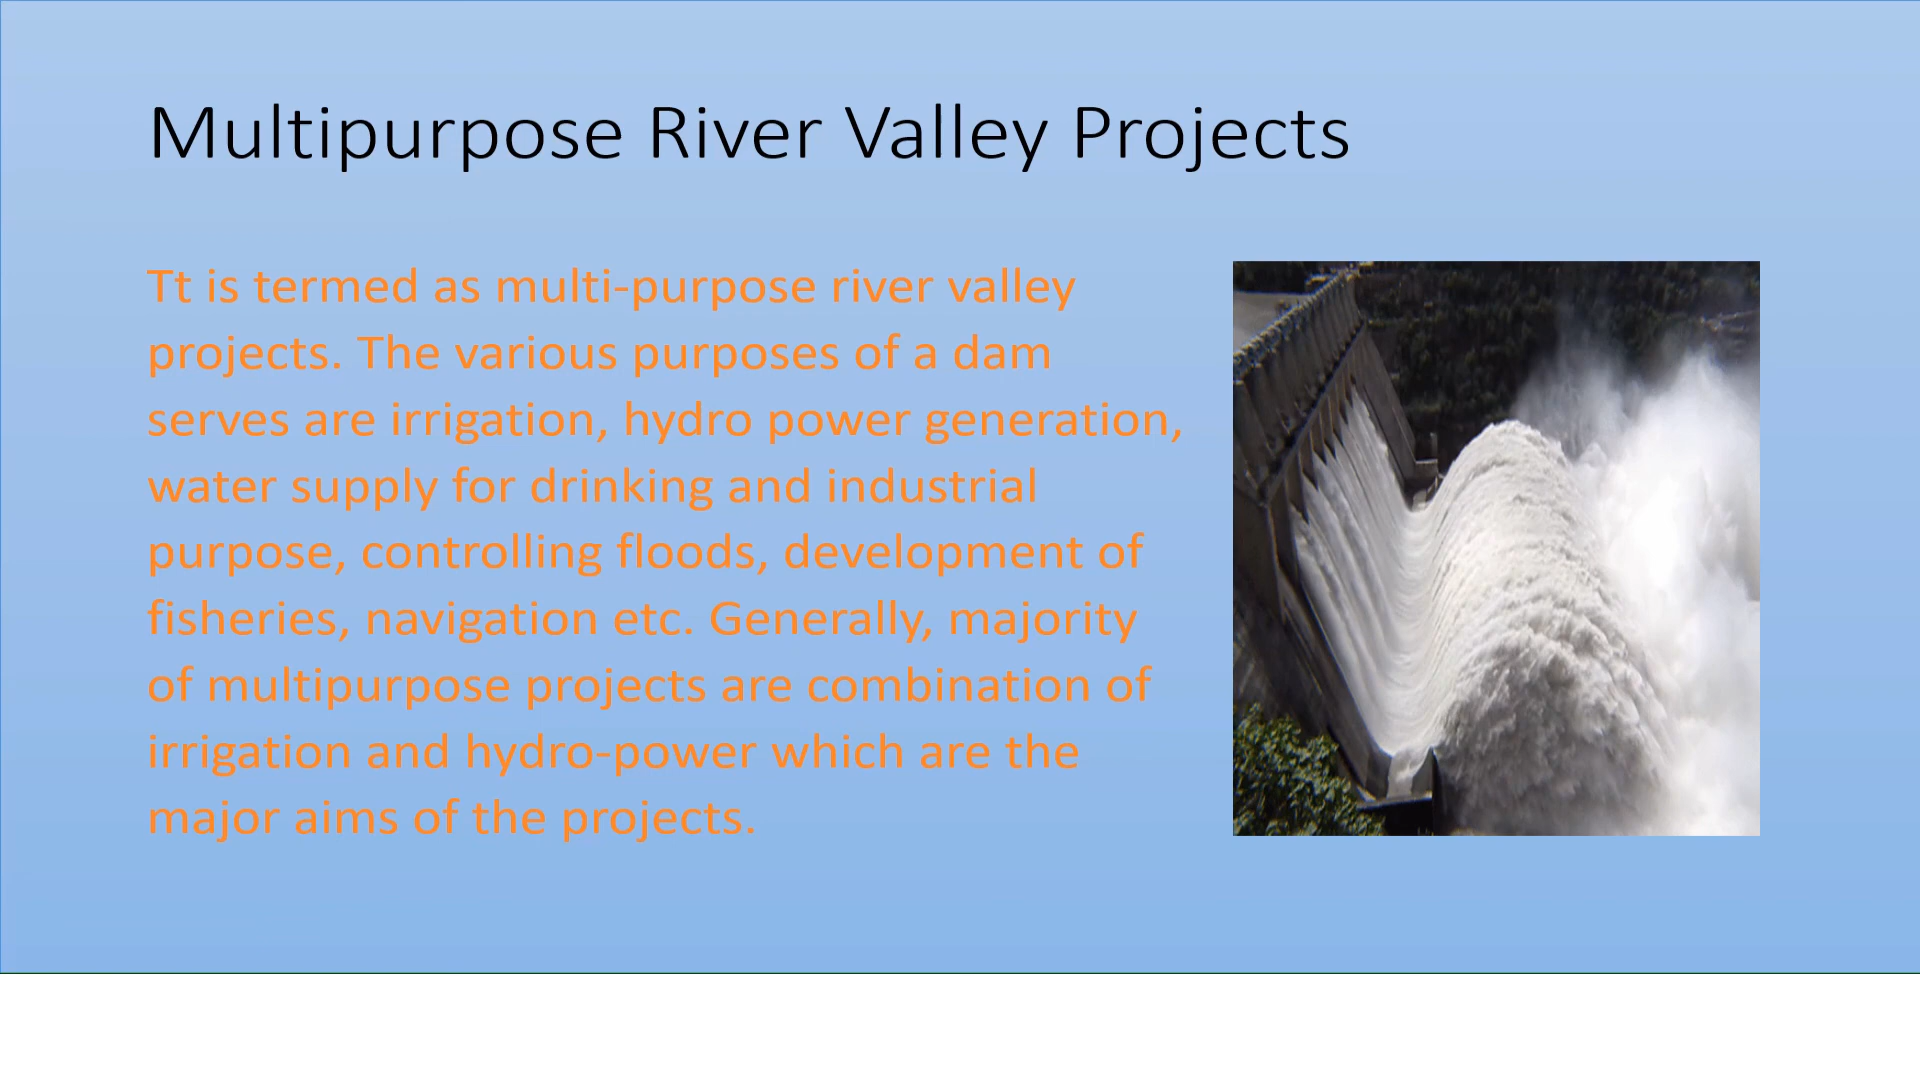 Multipurpose River Valley Projects
Tt is termed as multi-purpose river valley
projects. The various purposes of a dam
serves are irrigation, hydro power generation,
water supply for drinking and industrial
purpose, controlling floods, development of
fisheries, navigation etc. Generally, majority
of multipurpose projects are combination of
irrigation and hydro-power which are the
major aims of the projects.